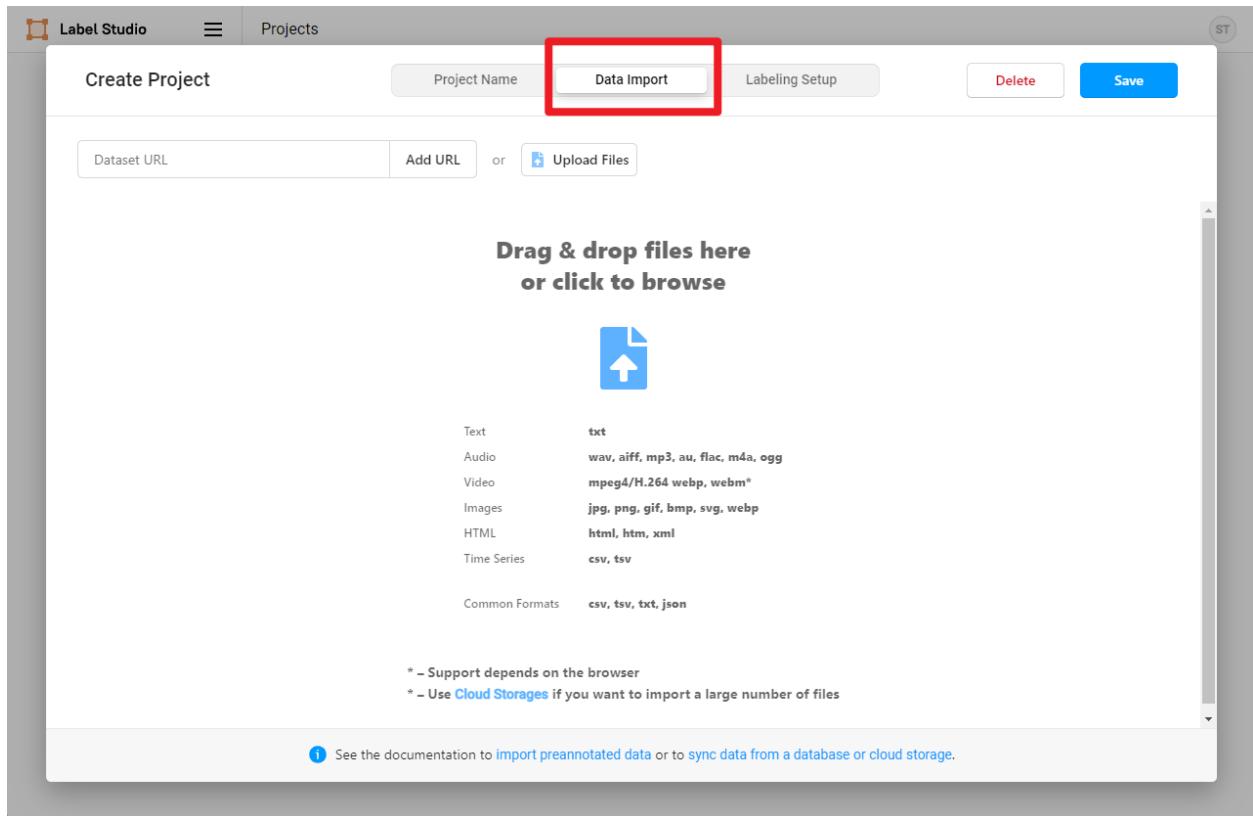 Label Studio
Projects
ST
Create Project
Project Name
Data Import
Labeling Setup
Delete
Save
Dataset URL
Add URL
or
Upload Files
Drag & drop files here
or click to browse
Text txt
Audio wav, aiff, mp3, au, flac, m4a, ogg
Video mpeg4/H.264 webp, webm*
Images jpg, png, gif, bmp, svg, webp
HTML html, htm, xml
Time Series csv, tsv
Common Formats csv, tsv, txt, json
* – Support depends on the browser
* – Use Cloud Storages if you want to import a large number of files
See the documentation to import preannotated data or to sync data from a database or cloud storage.